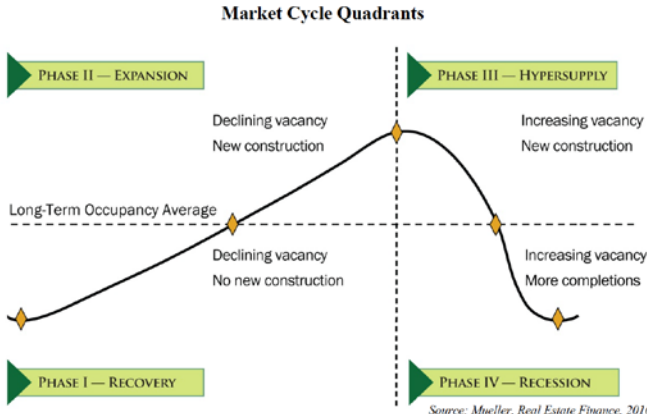 Market Cycle Quadrants
PHASE II — EXPANSION
PHASE III — HYPERSUPPLY
Declining vacancy
New construction
Increasing vacancy
New construction
Long-Term Occupancy Average
Declining vacancy
No new construction
Increasing vacancy
More completions
PHASE I — RECOVERY
PHASE IV — RECESSION
Source: Mueller, Real Estate Finance,